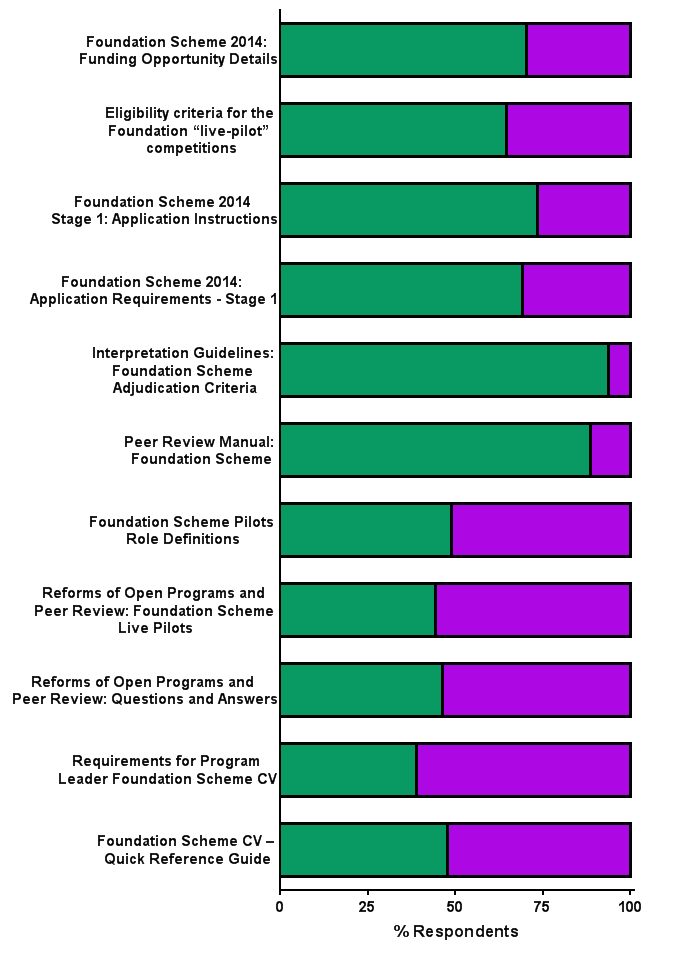 Foundation Scheme 2014:
Funding Opportunity Details
Eligibility criteria for the
Foundation “live-pilot”
competitions
Foundation Scheme 2014
Stage 1: Application Instructions
Foundation Scheme 2014:
Application Requirements - Stage 1
Interpretation Guidelines:
Foundation Scheme
Adjudication Criteria
Peer Review Manual:
Foundation Scheme
Foundation Scheme Pilots
Role Definitions
Reforms of Open Programs and
Peer Review: Foundation Scheme
Live Pilots
Reforms of Open Programs and
Peer Review: Questions and Answers
Requirements for Program
Leader Foundation Scheme CV
Foundation Scheme CV –
Quick Reference Guide
0 25 50 75 100
% Respondents